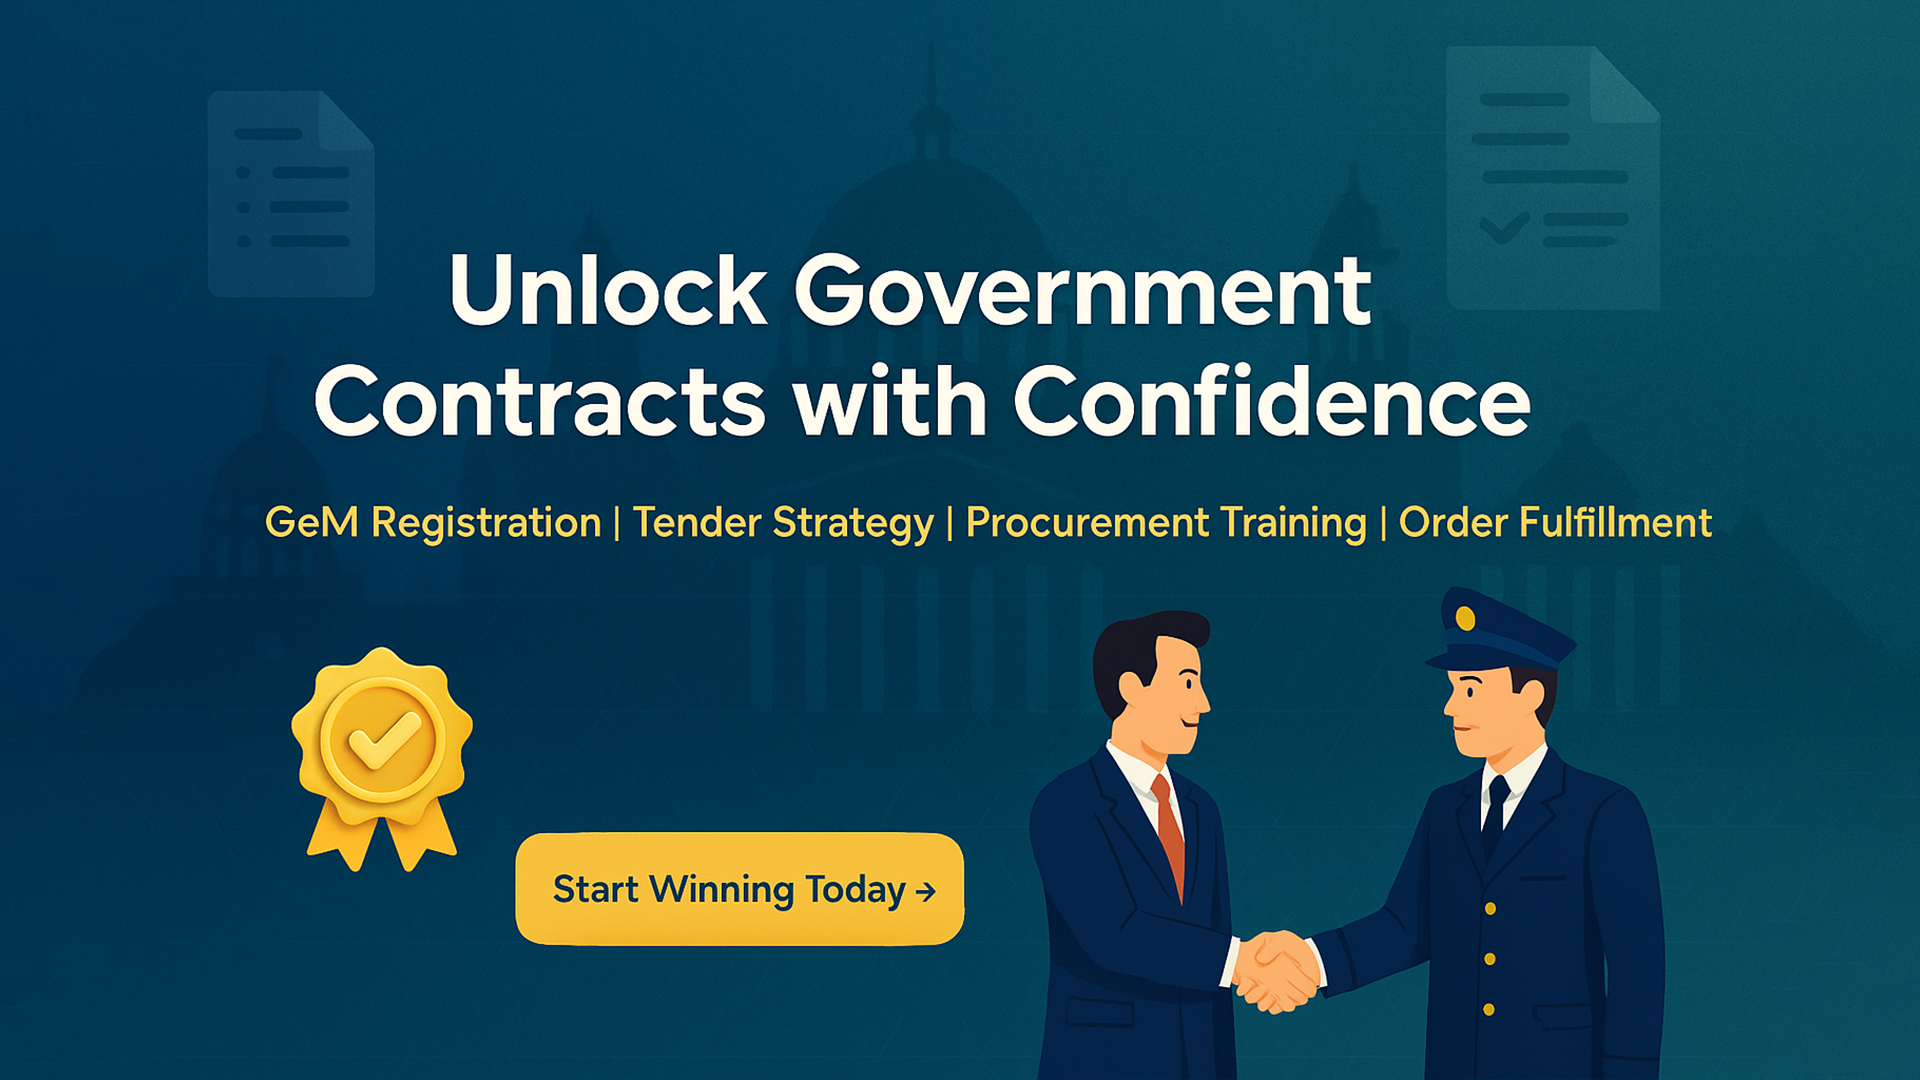 Unlock Government
Contracts with Confidence
GeM Registration | Tender Strategy | Procurement Training | Order Fulfillment
Start Winning Today →